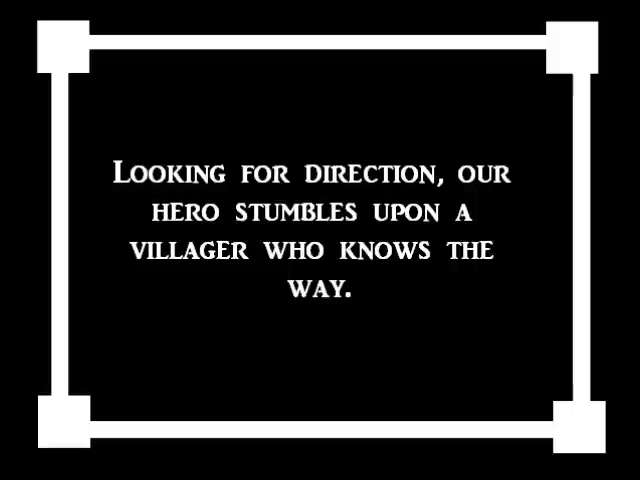 Looking for direction, our
hero stumbles upon a
villager who knows the
way.